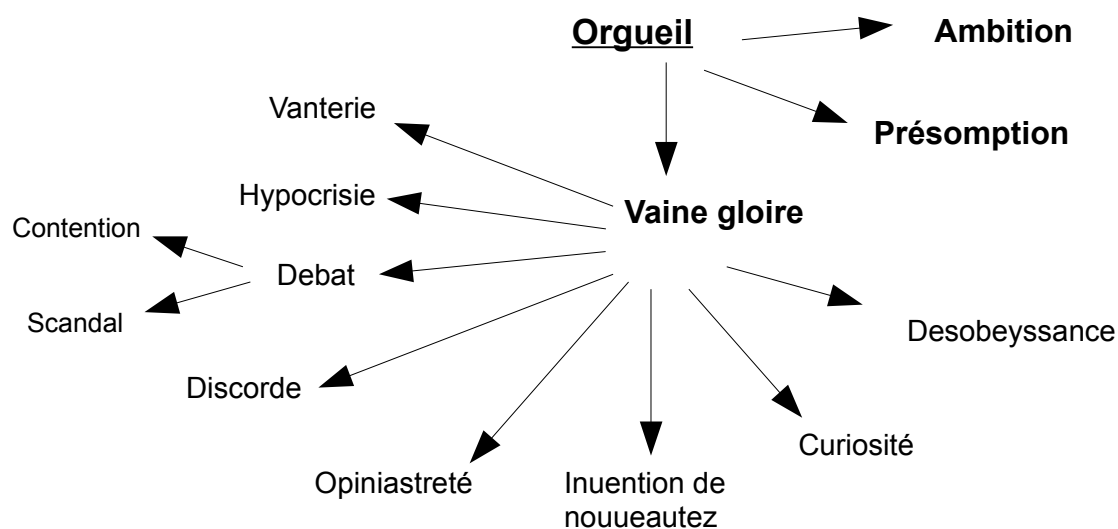 Orgueil
Ambition
Présomption
Vanterie
Hypocrisie
Vaine gloire
Contention
Debat
Scandal
Desobeyssance
Discorde
Curiosité
Opiniastreté
Inuention de
nouueautez